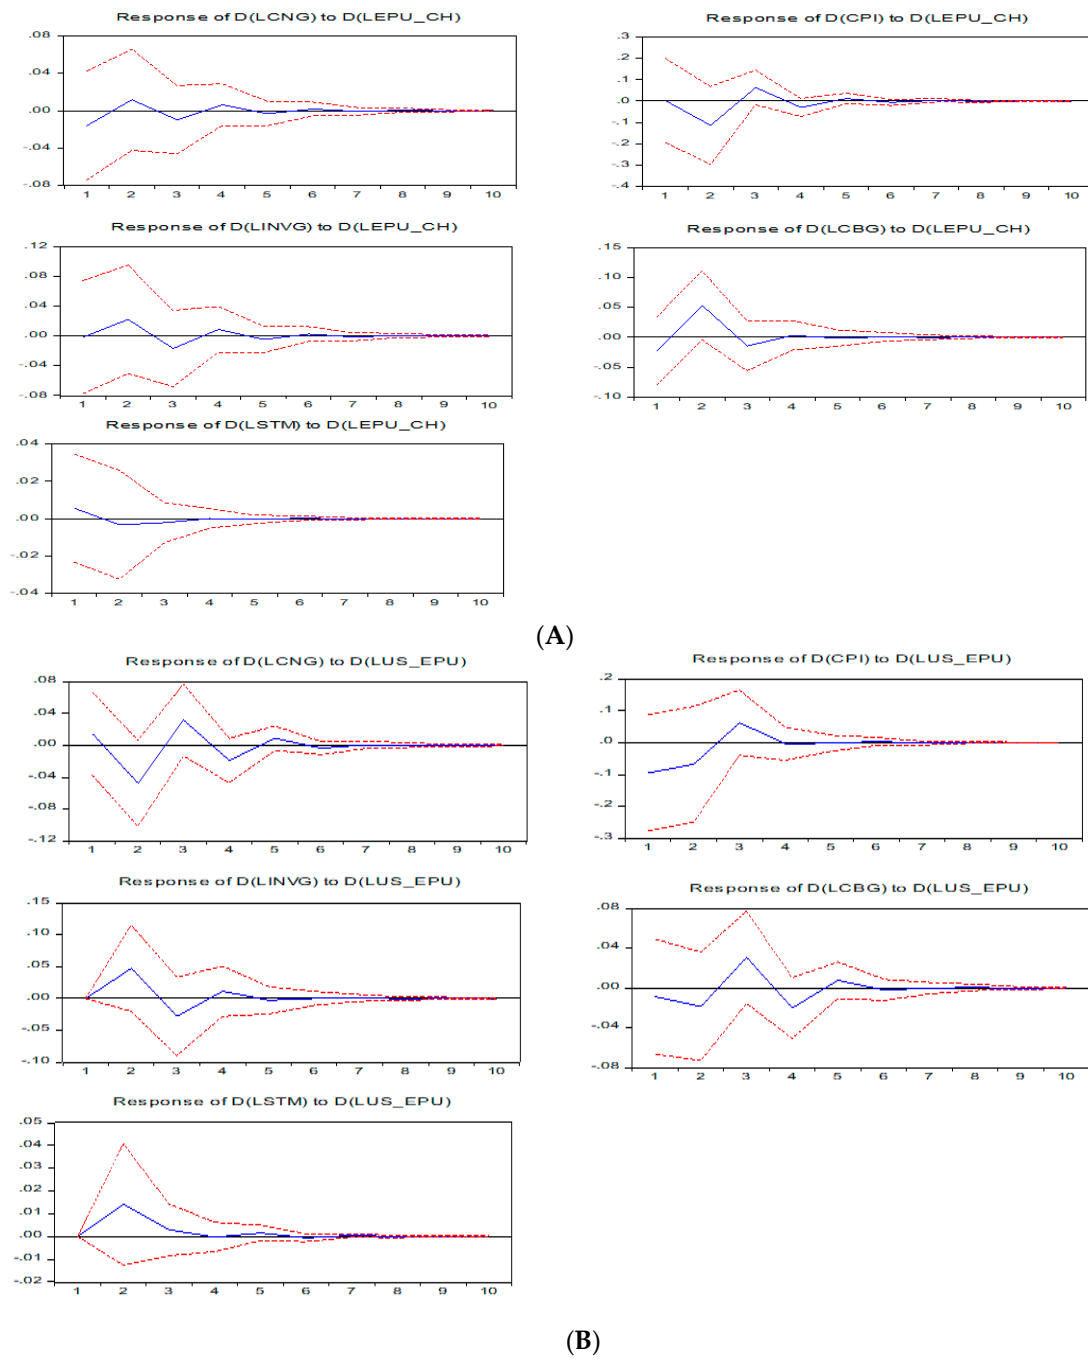 Response of D(LCNG) to D(LEPU_CH)
.08
.04
.00
-.04
-.08
1 2 3 4 5 6 7 8 9 10
Response of D(CPI) to D(LEPU_CH)
.3
.2
.1
.0
-.1
-.2
-.3
-.4
1 2 3 4 5 6 7 8 9 10
Response of D(LINVG) to D(LEPU_CH)
.12
.08
.04
.00
-.04
-.08
1 2 3 4 5 6 7 8 9 10
Response of D(LCBG) to D(LEPU_CH)
.15
.10
.05
.00
-.05
-.10
1 2 3 4 5 6 7 8 9 10
Response of D(LSTM) to D(LEPU_CH)
.04
.02
.00
-.02
-.04
1 2 3 4 5 6 7 8 9 10
(A)
Response of D(LCNG) to D(LUS_EPU)
.08
.04
.00
-.04
-.08
-.12
1 2 3 4 5 6 7 8 9 10
Response of D(CPI) to D(LUS_EPU)
.2
.1
.0
-.1
-.2
-.3
1 2 3 4 5 6 7 8 9 10
Response of D(LINVG) to D(LUS_EPU)
.15
.10
.05
.00
-.05
-.10
1 2 3 4 5 6 7 8 9 10
Response of D(LCBG) to D(LUS_EPU)
.08
.04
.00
-.04
-.08
1 2 3 4 5 6 7 8 9 10
Response of D(LSTM) to D(LUS_EPU)
.05
.04
.03
.02
.01
.00
-.01
-.02
1 2 3 4 5 6 7 8 9 10
(B)